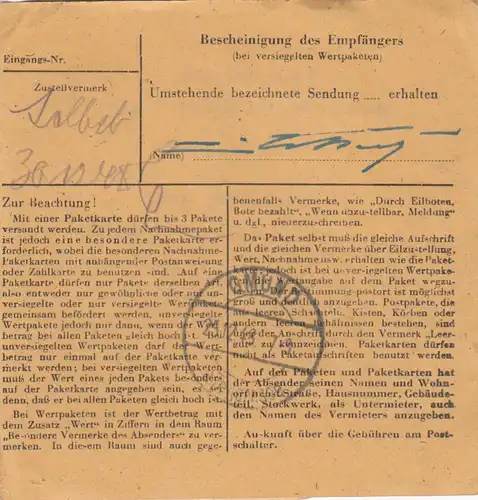 Bescheinigung des Empfängers
(bei versiegelten Wertpaketen)
Eingangs-Nr.
Zustellvermerk
Umstehende bezeichnete Sendung ..... erhalten
Selbst
30.12.48
(Name)
Zur Beachtung!
Mit einer Paketkarte dürfen bis 3 Pakete
versandt werden. Zu jedem Nachnahmepaket
ist jedoch eine besondere Paketkarte er-
forderlich, wobei die besonderen Nachnahme-
Paketkarten mit anhängender Postanweisung
oder Zahlkarte zu benutzen sind. Auf eine
Paketkarte dürfen nur Pakete derselben Art,
also entweder nur gewöhnliche oder nur un-
versiegelte oder nur versiegelte Wertpakete
gemeinsam befördert werden, unversiegelte
Wertpakete jedoch nur dann, wenn der Wert-
betrag bei allen Paketen gleich hoch ist. Bei
unversiegelten Wertpaketen darf der Wert-
betrag nur einmal auf der Paketkarte ver-
merkt werden; bei versiegelten Wertpaketen
muß der Wert eines jeden Pakets besonders
auf der Paketkarte angegeben sein, es sei
denn, daß er bei allen Paketen gleich hoch ist.
Bei Wertpaketen ist der Wertbetrag mit
dem Zusatz „Wert“ in Ziffern in dem Raum
„Besondere Vermerke des Absenders“ zu ver-
merken. In diesem Raum sind auch gege-
benenfalls Vermerke, wie „Durch Eilboten,
Bote bezahlt“, „Wenn unzustellbar, Meldung“
u. dgl., niederzuschreiben.
Das Paket selbst muß die gleiche Aufschrift
und die gleichen Vermerke über Eilzustellung,
Wert, Nachnahme usw. erhalten wie die Paket-
ist bei unversiegelten Wertpake-
angabe auf dem Paket wegzu-
Bestimmungspostort ist möglichst
groß und deutlich anzugeben. Postpakete, die
aus leeren Schachteln, Kisten, Körben oder
anderen leeren Behältnissen bestehen, sind
in der Anschrift durch den Vermerk „Leer-
gut“ zu kennzeichnen. Paketkarten dürfen
nicht als Paketaufschriften benutzt werden.
Auf den Paketen und Paketkarten hat
der Absender seinen Namen und Wohn-
ort nebst Straße, Hausnummer, Gebäude-
teil, Stockwerk, als Untermieter, auch
den Namen des Vermieters anzugeben.
Auskunft über die Gebühren am Post-
schalter.